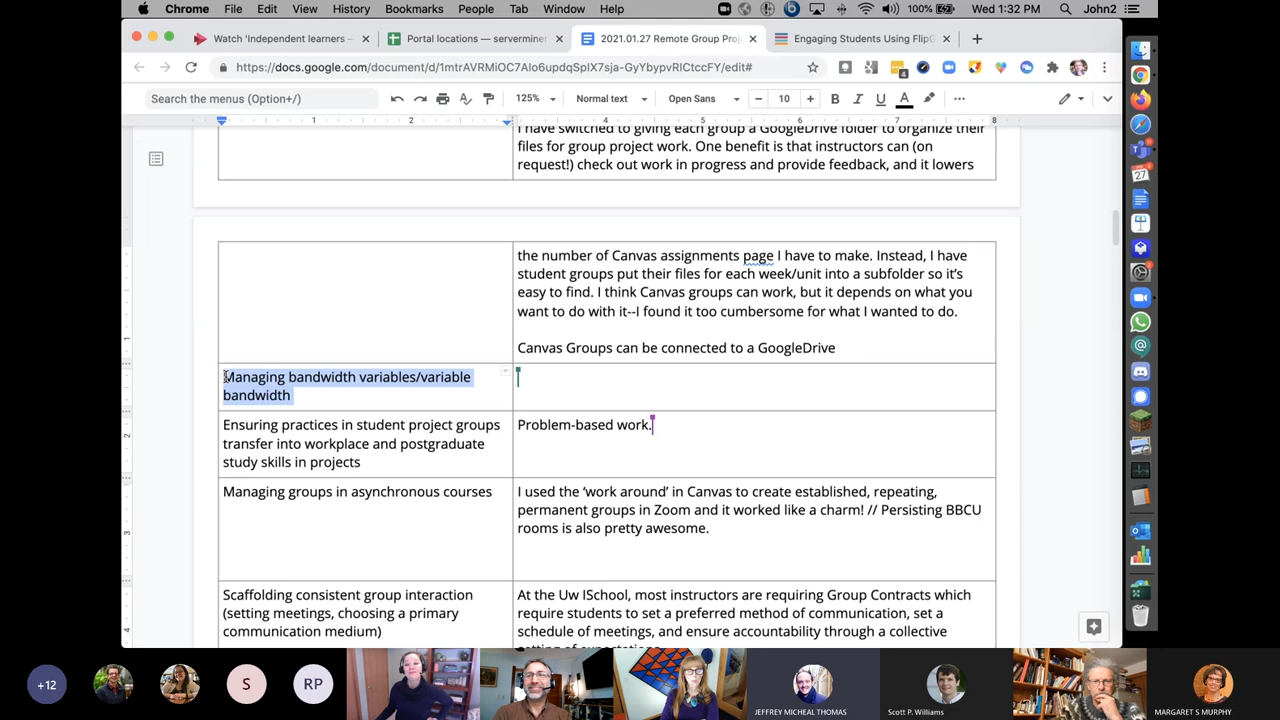 Chrome File Edit View History Bookmarks People Tab Window Help 100% Wed 1:32 PM John2
Watch 'Independent learners – Portal locations — servermine 2021.01.27 Remote Group Proj Engaging Students Using FlipG
4
Search the menus (Option+/) 125% Normal text Open Sans 10 B I U A
1 2 4 5 6 7 8
I have switched to giving each group a GoogleDrive folder to organize their
files for group project work. One benefit is that instructors can (on
request!) check out work in progress and provide feedback, and it lowers
the number of Canvas assignments page I have to make. Instead, I have
student groups put their files for each week/unit into a subfolder so it's
easy to find. I think Canvas groups can work, but it depends on what you
want to do with it--I found it too cumbersome for what I wanted to do.
Canvas Groups can be connected to a GoogleDrive
Managing bandwidth variables/variable
bandwidth
Ensuring practices in student project groups
transfer into workplace and postgraduate
study skills in projects
Problem-based work.
Managing groups in asynchronous courses
I used the 'work around' in Canvas to create established, repeating,
permanent groups in Zoom and it worked like a charm! // Persisting BBCU
rooms is also pretty awesome.
Scaffolding consistent group interaction
(setting meetings, choosing a primary
communication medium)
At the Uw ISchool, most instructors are requiring Group Contracts which
require students to set a preferred method of communication, set a
schedule of meetings, and ensure accountability through a collective
+12 S RP
JEFFREY MICHEAL THOMAS Scott P. Williams MARGARET S MURPHY